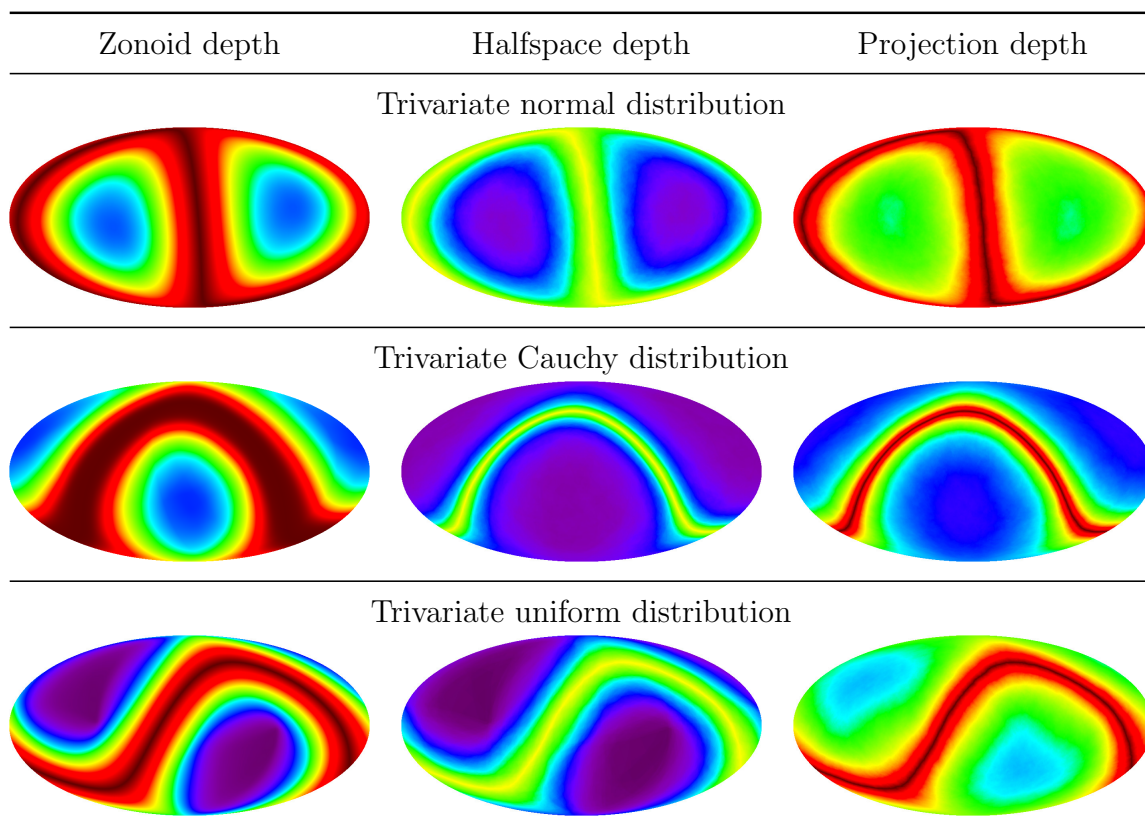 Zonoid depth Halfspace depth Projection depth
Trivariate normal distribution
Trivariate Cauchy distribution
Trivariate uniform distribution